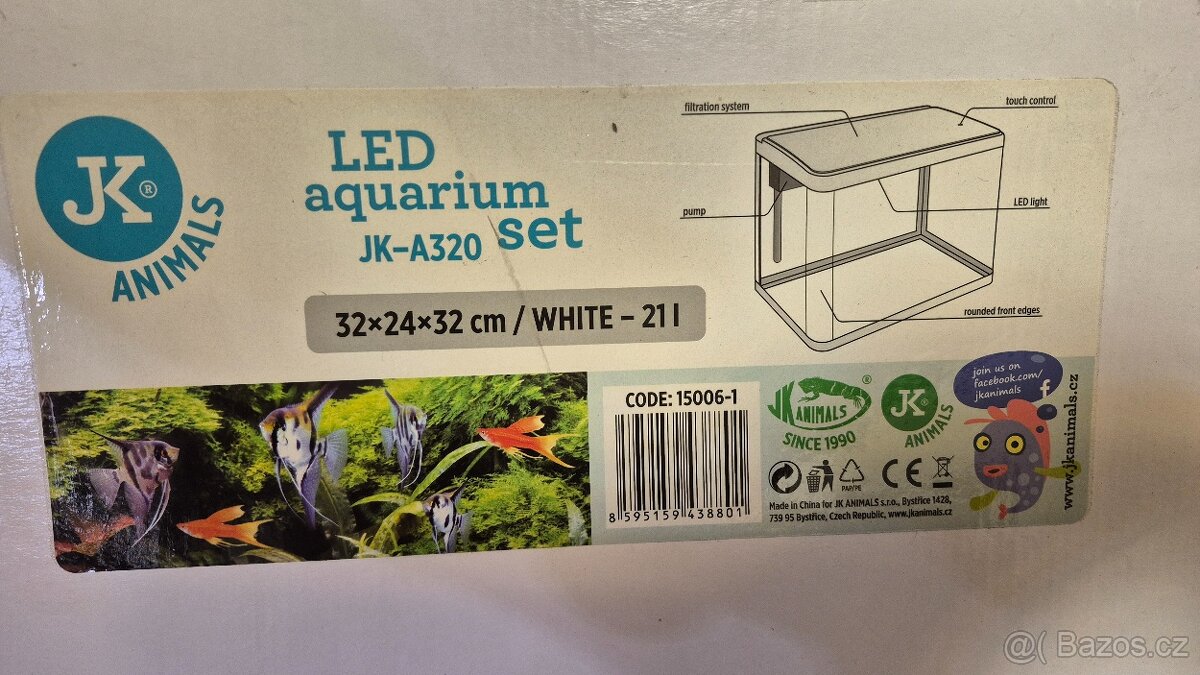 JK®
ANIMALS
LED
aquarium
set
JK–A320
32×24×32 cm / WHITE – 21 l
filtration system
touch control
pump
LED light
rounded front edges
CODE: 15006-1
8 595159 438801
JK ANIMALS ®
SINCE 1990
JK®
ANIMALS
PAP/PE
CE
Made in China for JK ANIMALS s.r.o., Bystřice 1428,
739 95 Bystřice, Czech Republic, www.jkanimals.cz
join us on
facebook.com/
jkanimals
f
www.jkanimals.cz
@( Bazos.cz